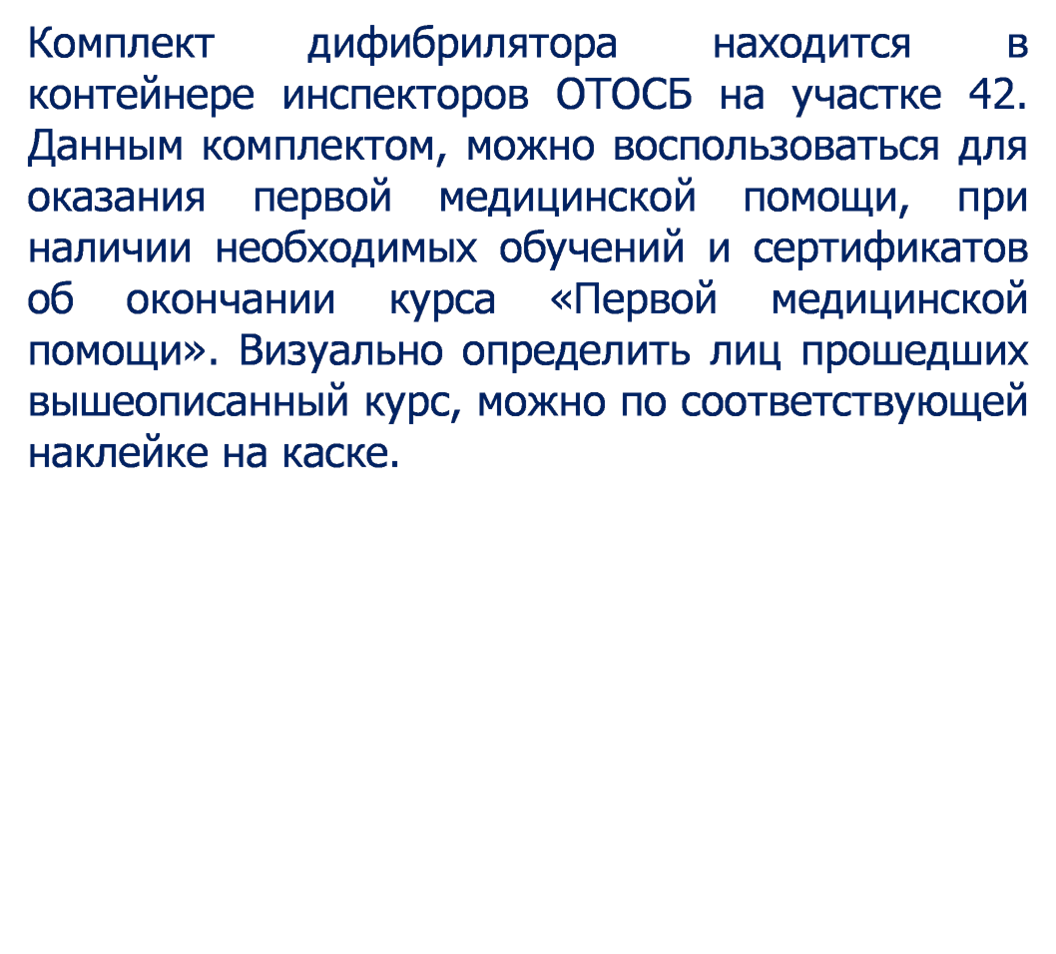 Комплект дифибрилятора находится в
контейнере инспекторов ОТОСБ на участке 42.
Данным комплектом, можно воспользоваться для
оказания первой медицинской помощи, при
наличии необходимых обучений и сертификатов
об окончании курса «Первой медицинской
помощи». Визуально определить лиц прошедших
вышеописанный курс, можно по соответствующей
наклейке на каске.